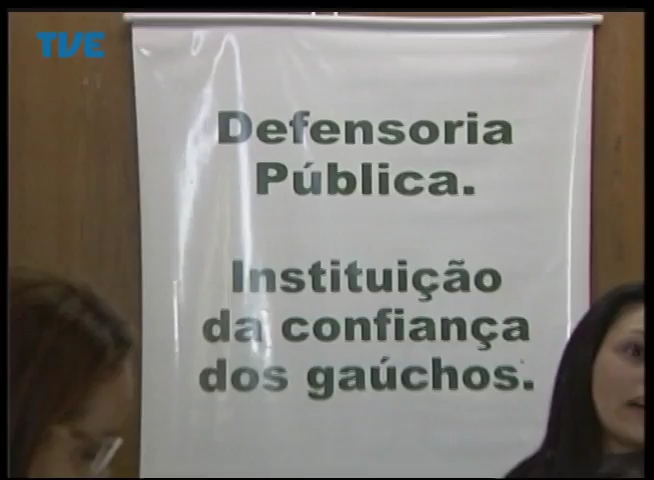 TVE
Defensoria
Pública.
Instituição
da confiança
dos gaúchos.